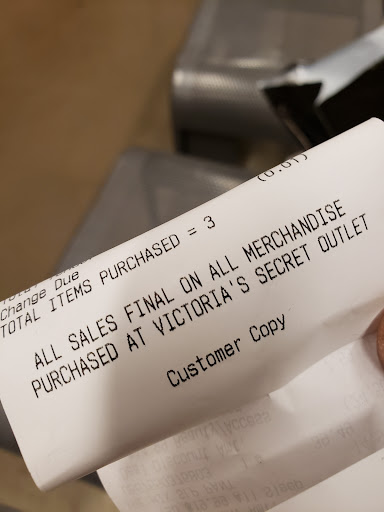 Change Due
TOTAL ITEMS PURCHASED = 3
ALL SALES FINAL ON ALL MERCHANDISE
PURCHASED AT VICTORIA'S SECRET OUTLET
Customer Copy